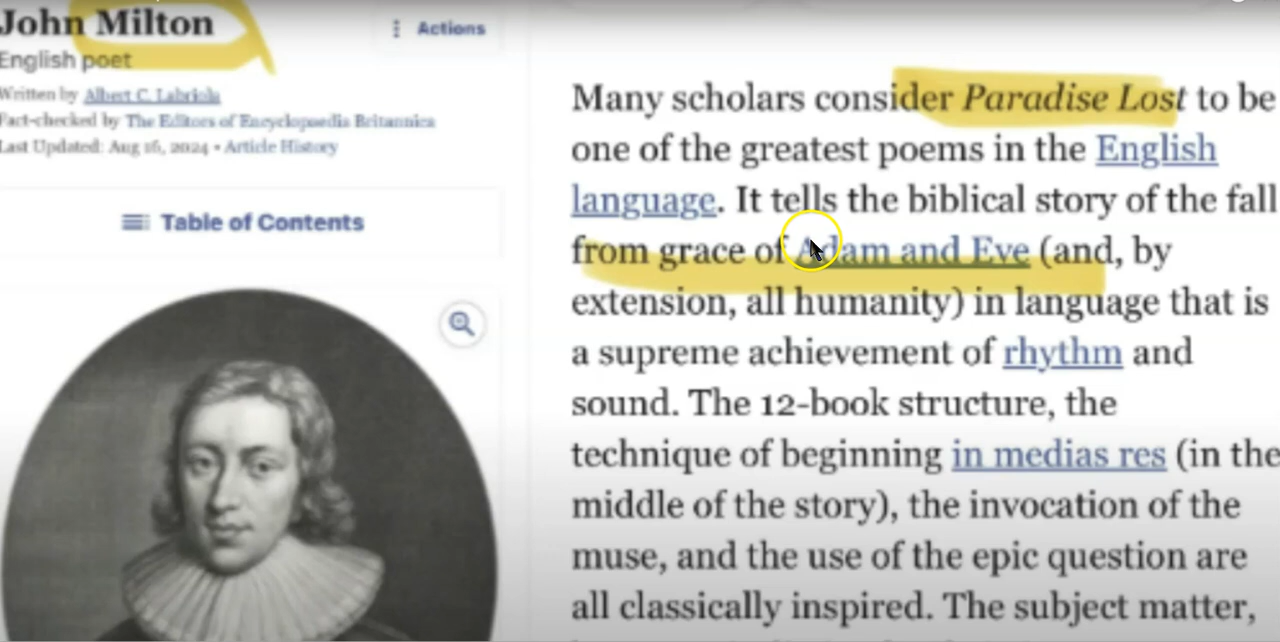 John Milton
Actions
English poet
Written by Albert C. Labriola
Fact-checked by The Editors of Encyclopaedia Britannica
Last Updated: Aug 16, 2024 • Article History
Table of Contents
Many scholars consider Paradise Lost to be
one of the greatest poems in the English
language. It tells the biblical story of the fall
from grace of Adam and Eve (and, by
extension, all humanity) in language that is
a supreme achievement of rhythm and
sound. The 12-book structure, the
technique of beginning in medias res (in the
middle of the story), the invocation of the
muse, and the use of the epic question are
all classically inspired. The subject matter,